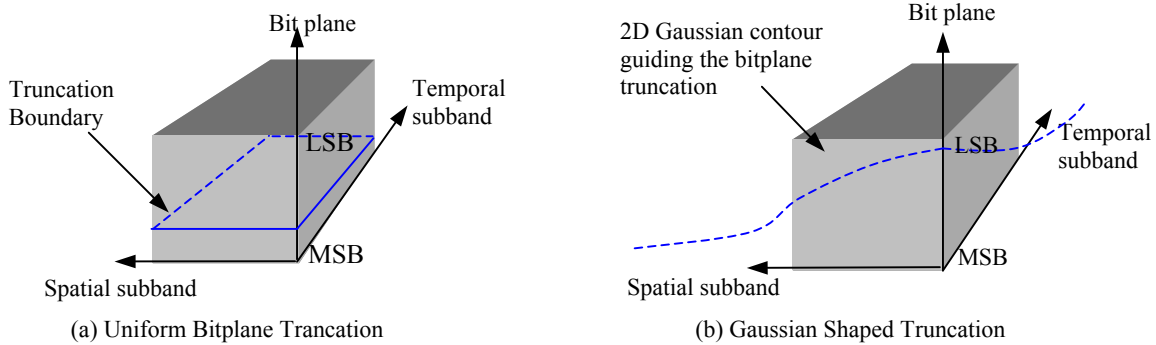 Bit plane
Truncation
Boundary
Temporal
subband
LSB
MSB
Spatial subband
(a) Uniform Bitplane Trancation
2D Gaussian contour
guiding the bitplane
truncation
Bit plane
LSB
Temporal
subband
MSB
Spatial subband
(b) Gaussian Shaped Truncation